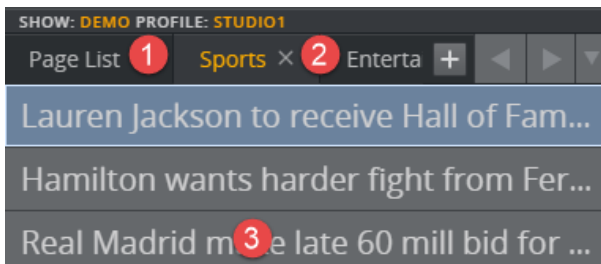 SHOW: DEMO PROFILE: STUDIO1
Page List 1 Sports × 2 Enterta +
Lauren Jackson to receive Hall of Fam...
Hamilton wants harder fight from Fer...
Real Madrid m 3 e late 60 mill bid for ...